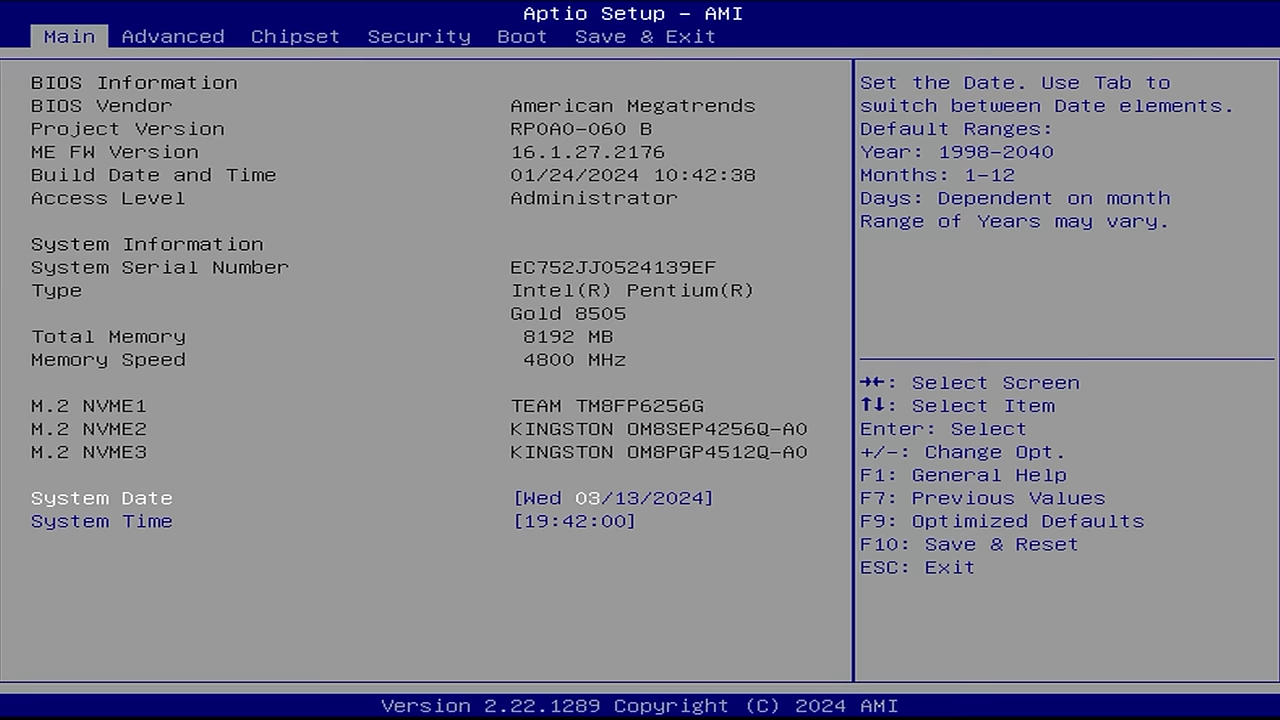 Aptio Setup – AMI
Main Advanced Chipset Security Boot Save & Exit
BIOS Information
BIOS Vendor American Megatrends
Project Version RP0A0-060 B
ME FW Version 16.1.27.2176
Build Date and Time 01/24/2024 10:42:38
Access Level Administrator
System Information
System Serial Number EC752JJ0524139EF
Type Intel(R) Pentium(R)
Gold 8505
Total Memory 8192 MB
Memory Speed 4800 MHz
M.2 NVME1 TEAM TM8FP6256G
M.2 NVME2 KINGSTON OM8SEP4256Q-A0
M.2 NVME3 KINGSTON OM8PGP4512Q-A0
System Date [Wed 03/13/2024]
System Time [19:42:00]
Set the Date. Use Tab to
switch between Date elements.
Default Ranges:
Year: 1998-2040
Months: 1-12
Days: Dependent on month
Range of Years may vary.
→←: Select Screen
↑↓: Select Item
Enter: Select
+/-: Change Opt.
F1: General Help
F7: Previous Values
F9: Optimized Defaults
F10: Save & Reset
ESC: Exit
Version 2.22.1289 Copyright (C) 2024 AMI